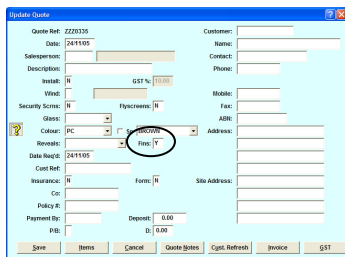 Update Quote
Quote Ref: ZZZ0335 Customer:
Date: 24/11/05 Name:
Salesperson: Contact:
Description: Phone:
Install: N GST %: 10.00
Wind: Mobile:
Security Scrns: N Flyscreens: N Fax:
Glass: ABN:
Colour: PC Sp BROWN Address:
Reveals: Fins: Y
Date Req'd: 24/11/05
Cust Ref:
Insurance: N Form: N Site Address:
Co:
Policy #:
Payment By: Deposit: 0.00
P/B: D: 0.00
Save Items Cancel Quote Notes Cust. Refresh Invoice GST